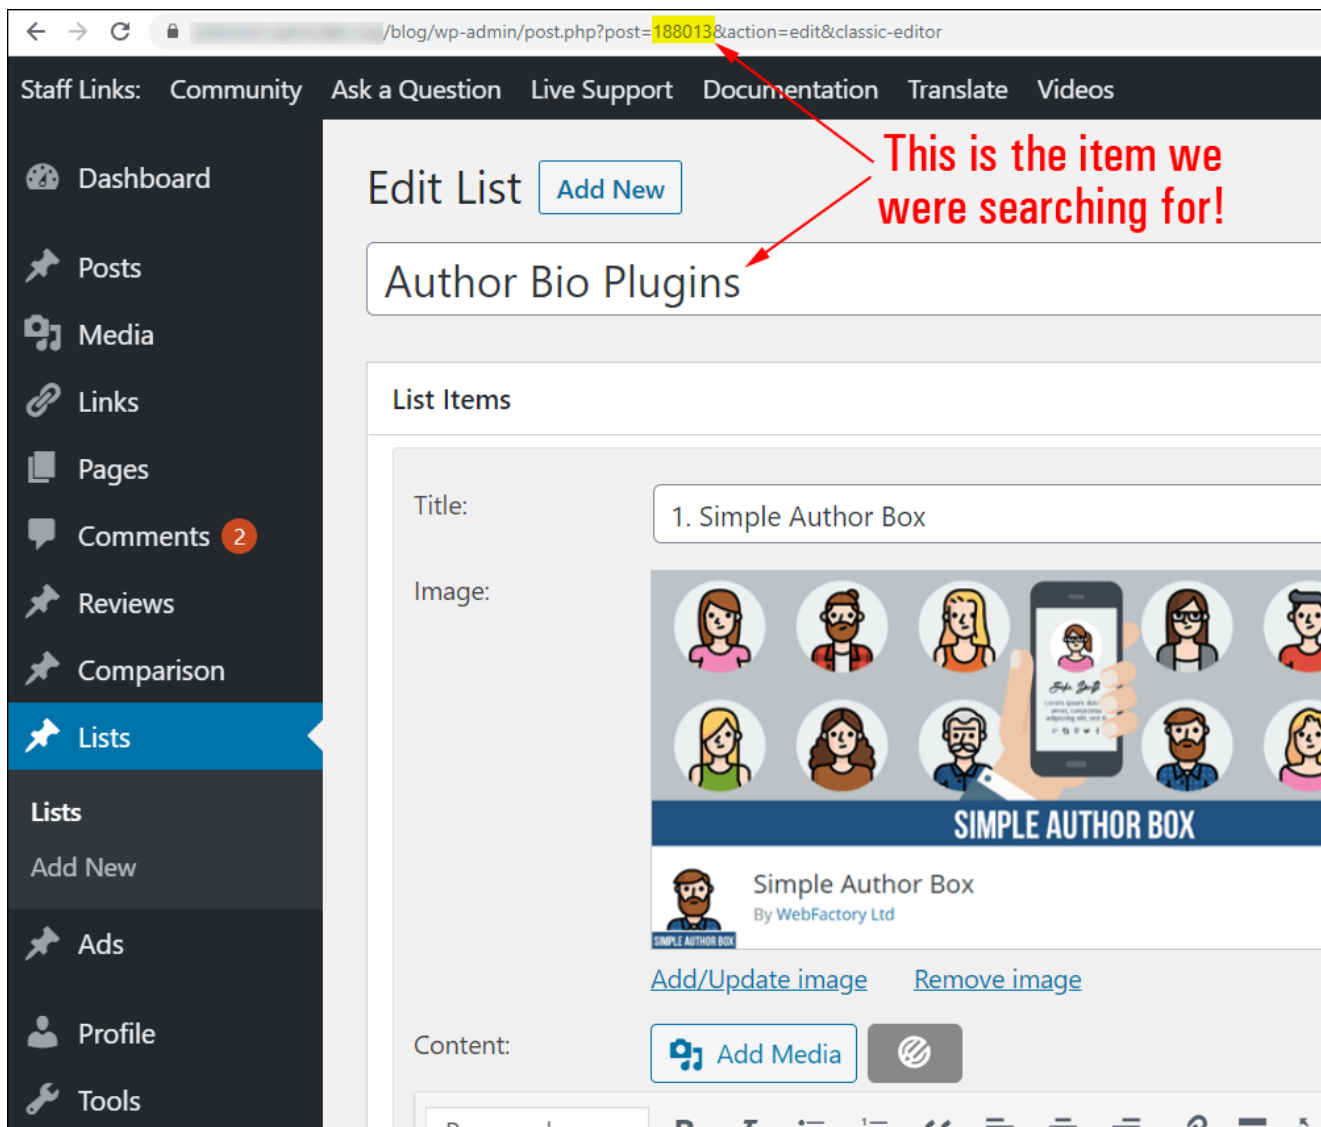 /blog/wp-admin/post.php?post=188013&action=edit&classic-editor
Staff Links: Community Ask a Question Live Support Documentation Translate Videos
This is the item we
were searching for!
Dashboard
Posts
Media
Links
Pages
Comments 2
Reviews
Comparison
Lists
Lists
Add New
Ads
Profile
Tools
Edit List Add New
Author Bio Plugins
List Items
Title: 1. Simple Author Box
Image:
SIMPLE AUTHOR BOX
Simple Author Box
By WebFactory Ltd
SIMPLE AUTHOR BOX
Add/Update image Remove image
Content: Add Media